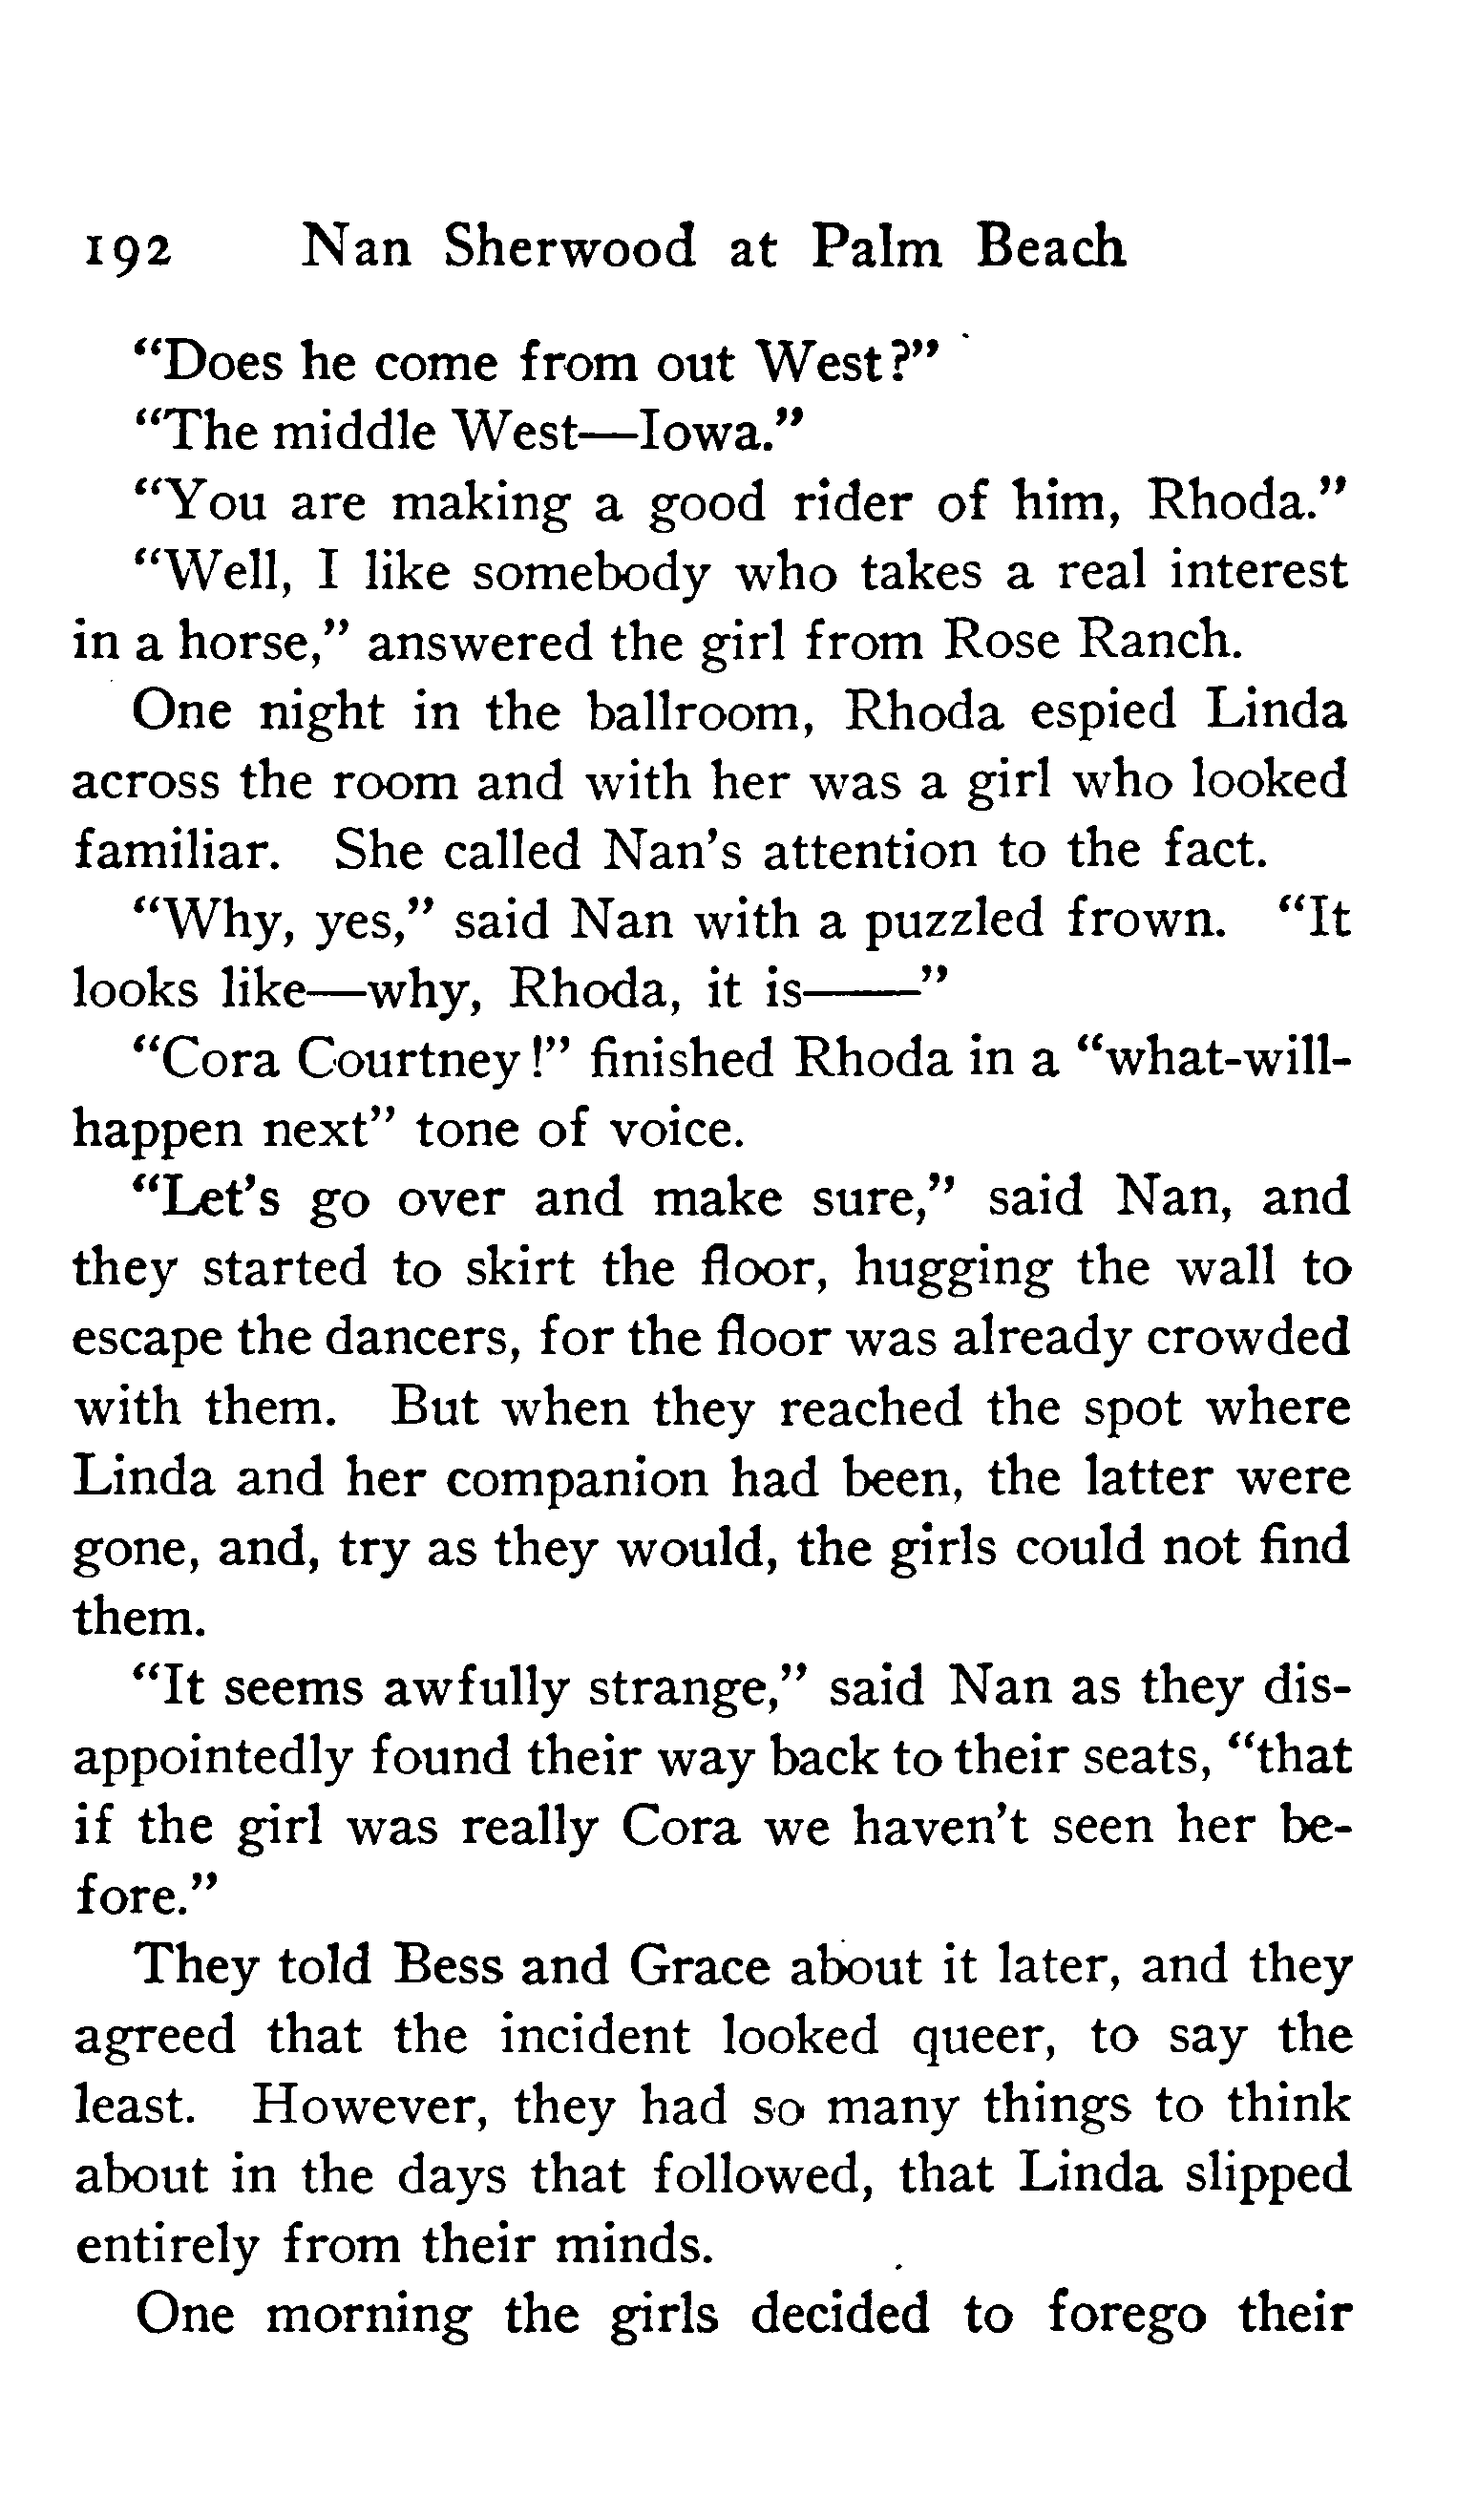 192 Nan Sherwood at Palm Beach
"Does he come from out West?"
"The middle West—Iowa."
"You are making a good rider of him, Rhoda."
"Well, I like somebody who takes a real interest
in a horse," answered the girl from Rose Ranch.
One night in the ballroom, Rhoda espied Linda
across the room and with her was a girl who looked
familiar. She called Nan's attention to the fact.
"Why, yes," said Nan with a puzzled frown. "It
looks like—why, Rhoda, it is——"
"Cora Courtney!" finished Rhoda in a "what-will-
happen next" tone of voice.
"Let's go over and make sure," said Nan, and
they started to skirt the floor, hugging the wall to
escape the dancers, for the floor was already crowded
with them. But when they reached the spot where
Linda and her companion had been, the latter were
gone, and, try as they would, the girls could not find
them.
"It seems awfully strange," said Nan as they dis-
appointedly found their way back to their seats, "that
if the girl was really Cora we haven't seen her be-
fore."
They told Bess and Grace about it later, and they
agreed that the incident looked queer, to say the
least. However, they had so many things to think
about in the days that followed, that Linda slipped
entirely from their minds.
One morning the girls decided to forego their